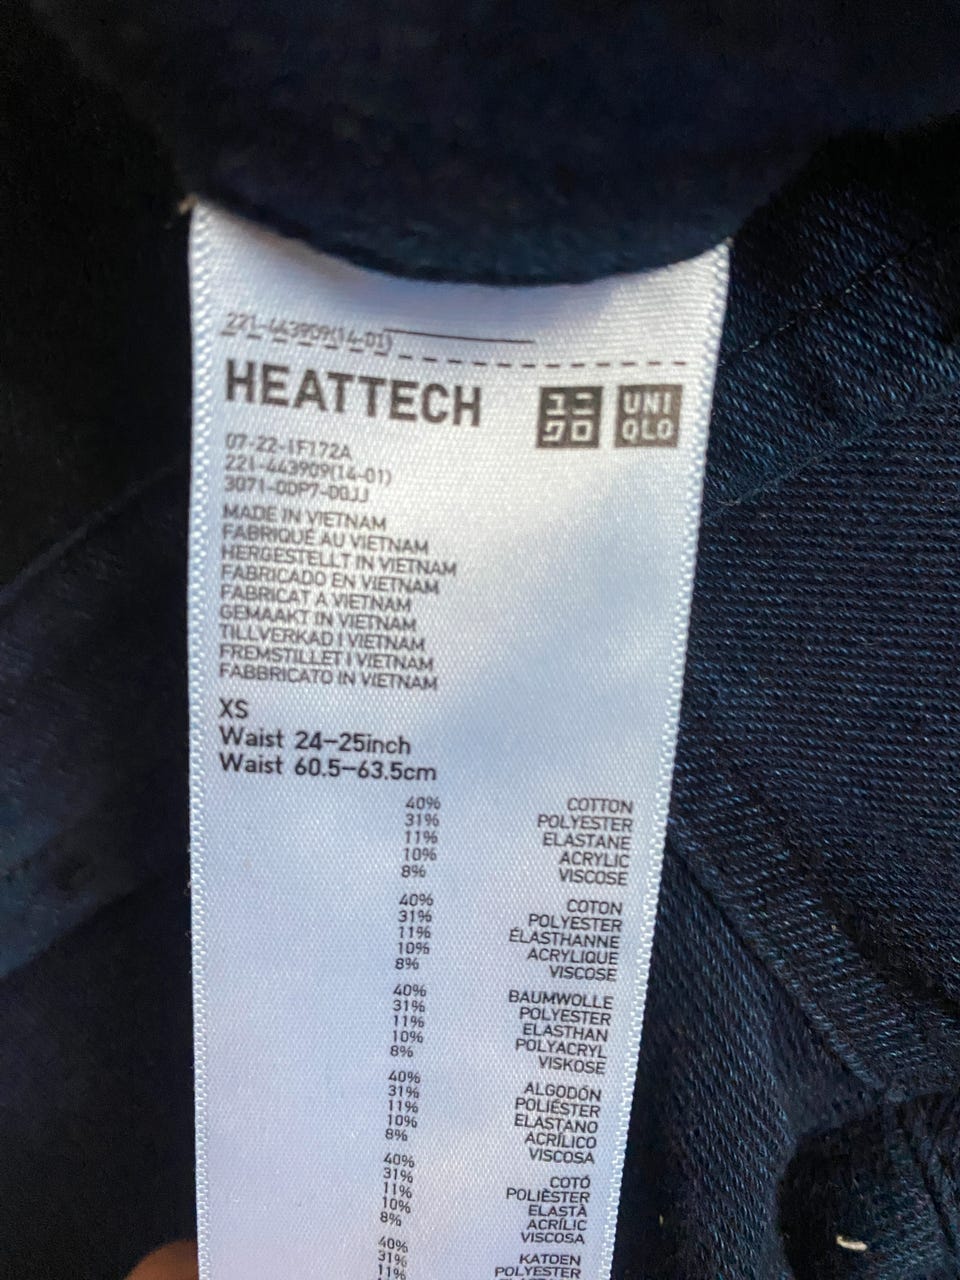 221-443909(14-01)
HEATTECH
ユニ
クロ
UNI
QLO
07-22-1F172A
221-443909(14-01)
3071-0DP7-00JJ
MADE IN VIETNAM
FABRIQUÉ AU VIETNAM
HERGESTELLT IN VIETNAM
FABRICADO EN VIETNAM
FABRICAT A VIETNAM
GEMAAKT IN VIETNAM
TILLVERKAD I VIETNAM
FREMSTILLET I VIETNAM
FABBRICATO IN VIETNAM
XS
Waist 24-25inch
Waist 60.5-63.5cm
40% COTTON
31% POLYESTER
11% ELASTANE
10% ACRYLIC
8% VISCOSE
40% COTON
31% POLYESTER
11% ÉLASTHANNE
10% ACRYLIQUE
8% VISCOSE
40% BAUMWOLLE
31% POLYESTER
11% ELASTHAN
10% POLYACRYL
8% VISKOSE
40% ALGODÓN
31% POLIÉSTER
11% ELASTANO
10% ACRÍLICO
8% VISCOSA
40% COTÓ
31% POLIÈSTER
11% ELASTÀ
10% ACRÍLIC
8% VISCOSA
40% KATOEN
31% POLYESTER
11%